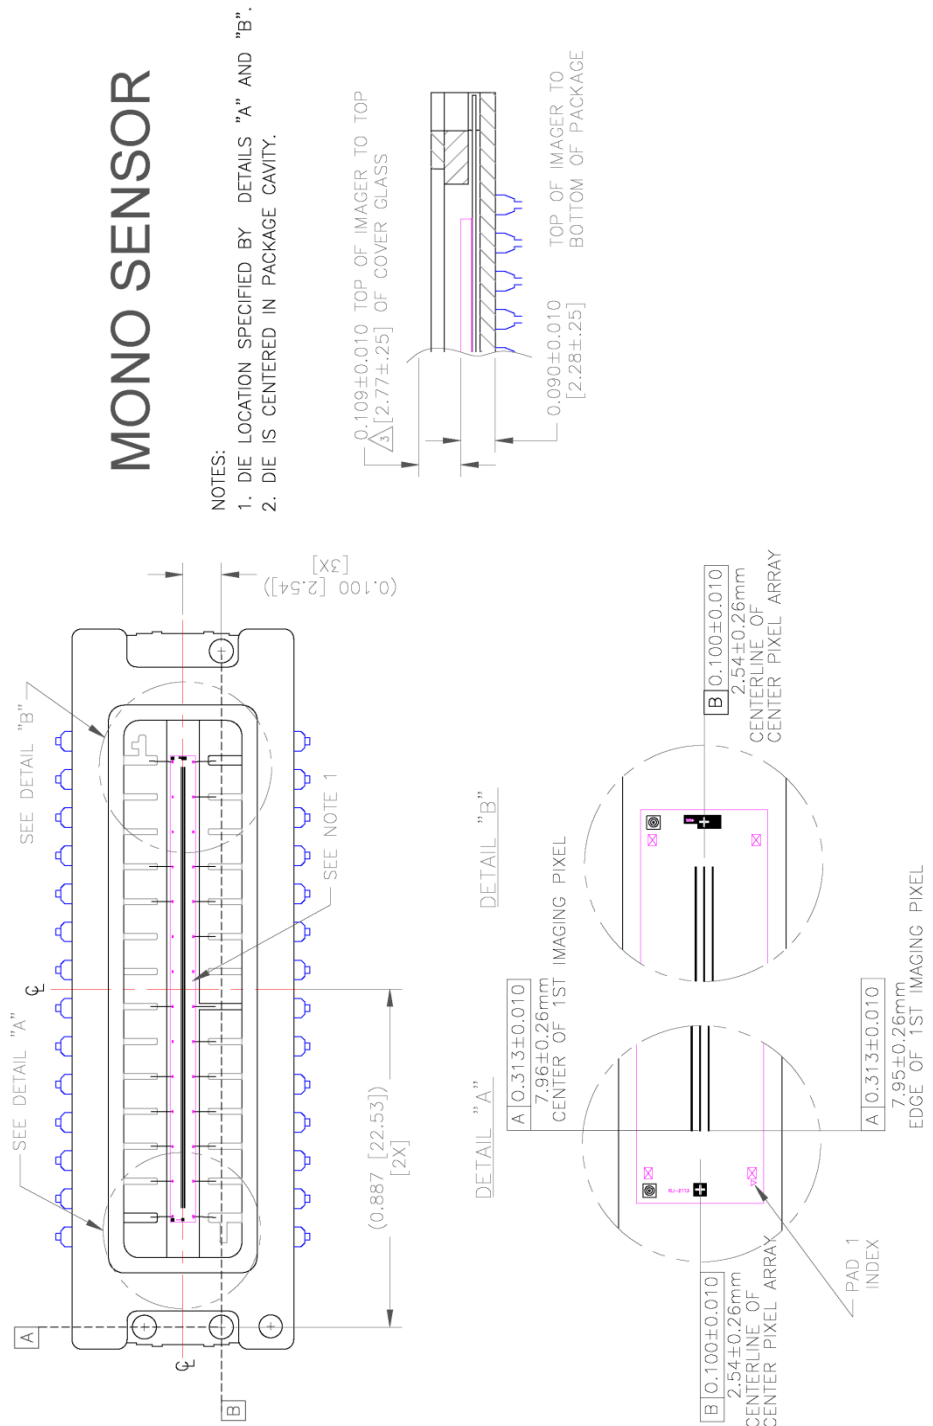 MONO SENSOR
NOTES:
1. DIE LOCATION SPECIFIED BY DETAILS "A" AND "B".
2. DIE IS CENTERED IN PACKAGE CAVITY.
SEE DETAIL "A"
SEE DETAIL "B"
℄
℄
A
B
(0.887 [22.53])
[2X]
SEE NOTE 1
(0.100 [2.54])
[3X]
0.109±0.010 TOP OF IMAGER TO TOP
3 [2.77±.25] OF COVER GLASS
0.090±0.010
[2.28±.25]
TOP OF IMAGER TO
BOTTOM OF PACKAGE
DETAIL "A"
A 0.313±0.010
7.96±0.26mm
CENTER OF 1ST IMAGING PIXEL
B 0.100±0.010
2.54±0.26mm
CENTERLINE OF
CENTER PIXEL ARRAY
PAD 1
INDEX
A 0.313±0.010
7.95±0.26mm
EDGE OF 1ST IMAGING PIXEL
DETAIL "B"
B 0.100±0.010
2.54±0.26mm
CENTERLINE OF
CENTER PIXEL ARRAY